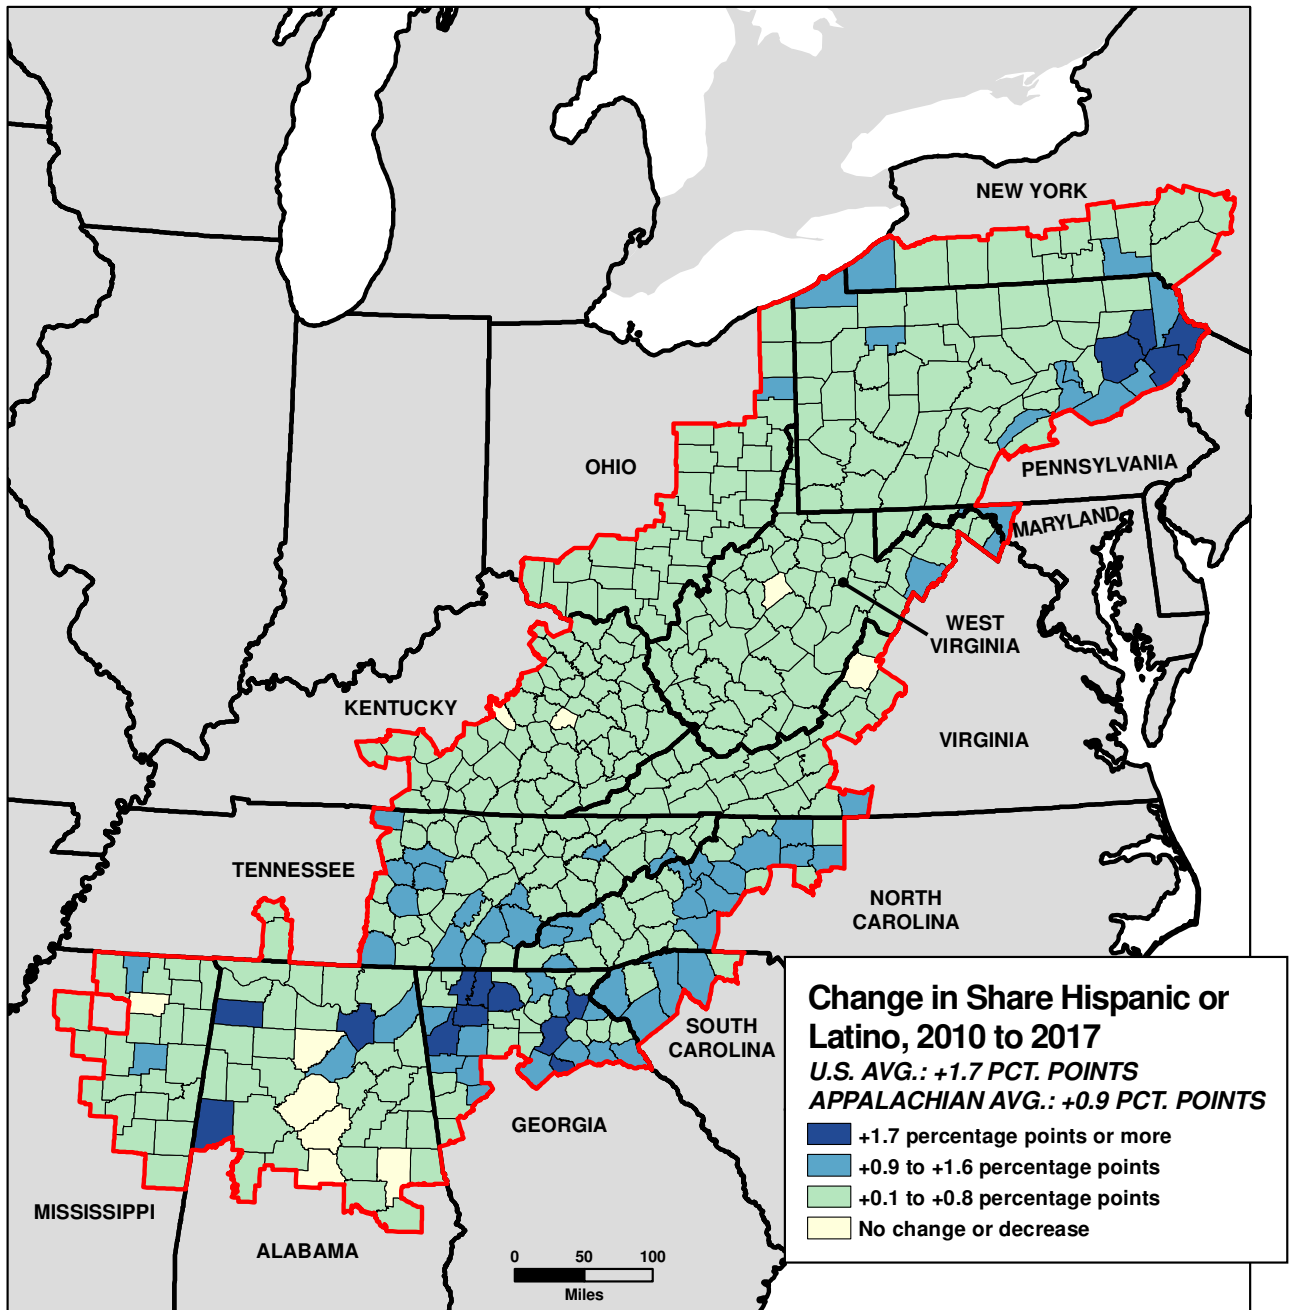 NEW YORK
OHIO
PENNSYLVANIA
MARYLAND
WEST
VIRGINIA
KENTUCKY
VIRGINIA
TENNESSEE
NORTH
CAROLINA
SOUTH
CAROLINA
GEORGIA
MISSISSIPPI
ALABAMA
Change in Share Hispanic or
Latino, 2010 to 2017
U.S. AVG.: +1.7 PCT. POINTS
APPALACHIAN AVG.: +0.9 PCT. POINTS
+1.7 percentage points or more
+0.9 to +1.6 percentage points
+0.1 to +0.8 percentage points
No change or decrease
0 50 100
Miles